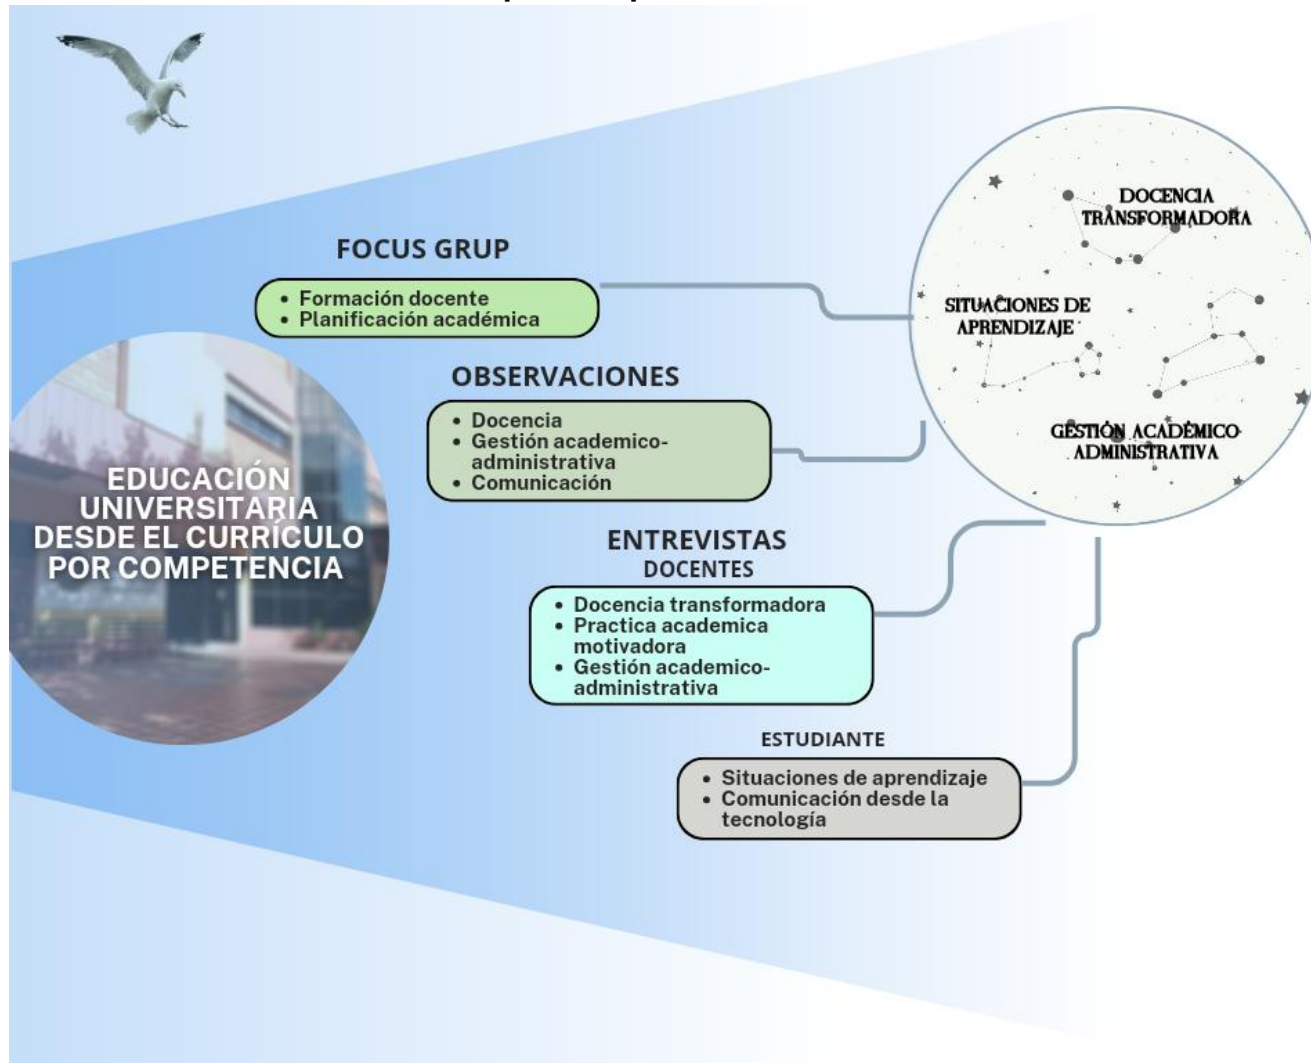 FOCUS GRUP
Formación docente
Planificación académica
OBSERVACIONES
Docencia
Gestión academico-
administrativa
Comunicación
EDUCACIÓN
UNIVERSITARIA
DESDE EL CURRÍCULO
POR COMPETENCIA
ENTREVISTAS
DOCENTES
Docencia transformadora
Practica academica
motivadora
Gestión academico-
administrativa
ESTUDIANTE
Situaciones de aprendizaje
Comunicación desde la
tecnología
DOCENCIA
TRANSFORMADORA
SITUACIONES DE
APRENDIZAJE
GESTIÓN ACADÉMICO-
ADMINISTRATIVA